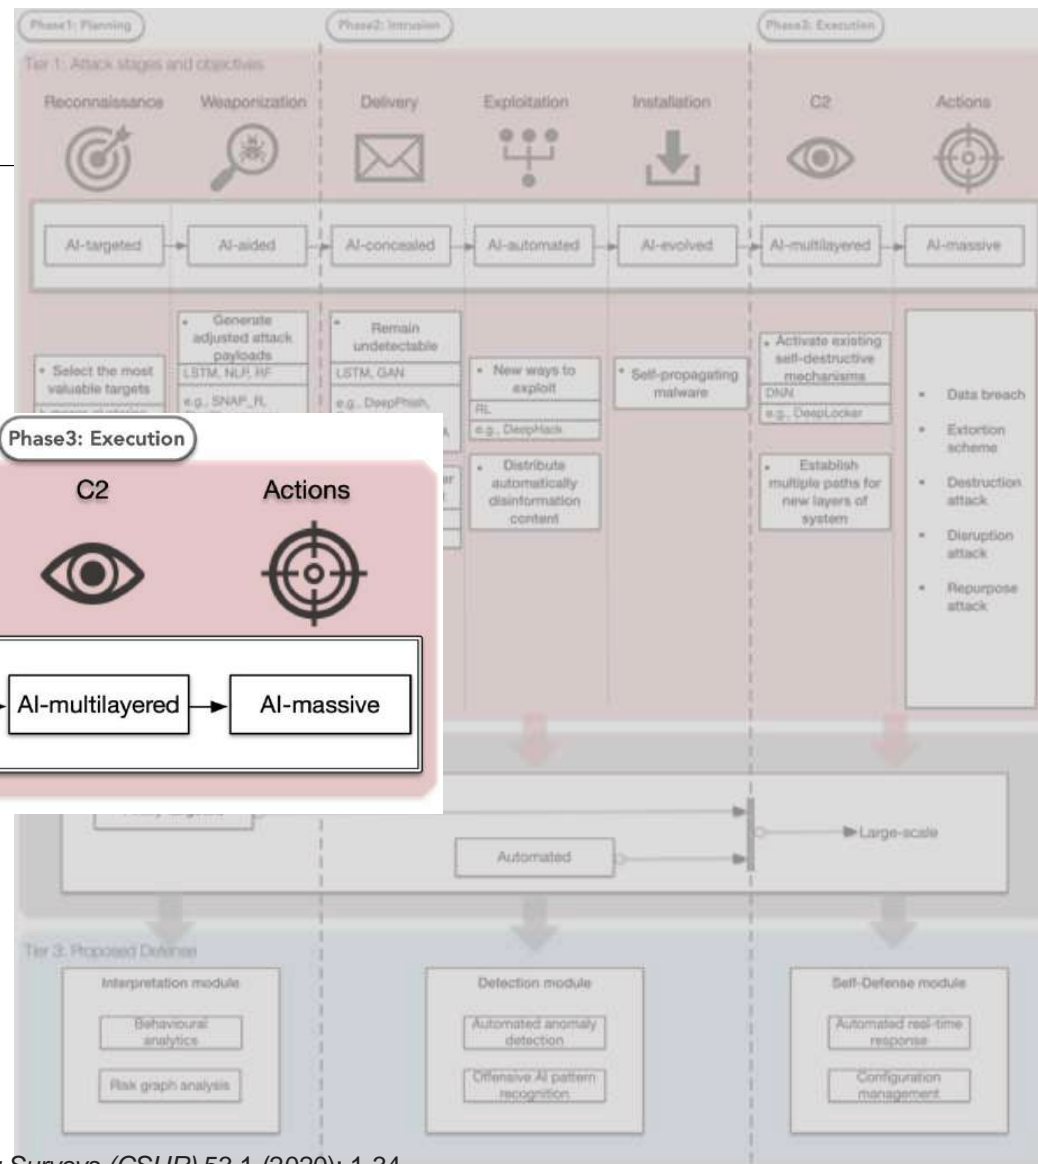 Phase1: Planning
Phase2: Intrusion
Phase3: Execution
Tier 1: Attack stages and objectives
Reconnaissance
Weaponization
Delivery
Exploitation
Installation
C2
Actions
AI-targeted
AI-aided
AI-concealed
AI-automated
AI-evolved
AI-multilayered
AI-massive
• Select the most
valuable targets
• Generate
adjusted attack
payloads
LSTM, NLP, RF
e.g., SNAP_R,
• Remain
undetectable
LSTM, GAN
e.g., DeepPhish,
• New ways to
exploit
RL
e.g., DeepHack
• Distribute
automatically
disinformation
content
• Self-propagating
malware
• Activate existing
self-destructive
mechanisms
DNN
e.g., DeepLocker
• Establish
multiple paths for
new layers of
system
• Data breach
• Extortion
scheme
• Destruction
attack
• Disruption
attack
• Repurpose
attack
Phase3: Execution
C2
Actions
AI-multilayered
AI-massive
Automated
Large-scale
Tier 3: Proposed Defense
Interpretation module
Behavioural
analytics
Risk graph analysis
Detection module
Automated anomaly
detection
Offensive AI pattern
recognition
Self-Defense module
Automated real-time
response
Configuration
management
Surveys (CSUR) 53.1 (2020): 1-34